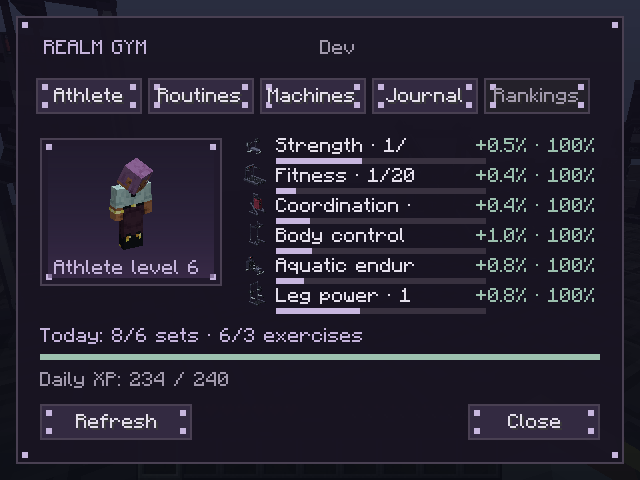 REALM GYM
Dev
Athlete
Routines
Machines
Journal
Rankings
Strength · 1/ +0.5% · 100%
Fitness · 1/20 +0.4% · 100%
Coordination · +0.4% · 100%
Body control +1.0% · 100%
Aquatic endur +0.8% · 100%
Leg power · 1 +0.8% · 100%
Athlete level 6
Today: 8/6 sets · 6/3 exercises
Daily XP: 234 / 240
Refresh
Close